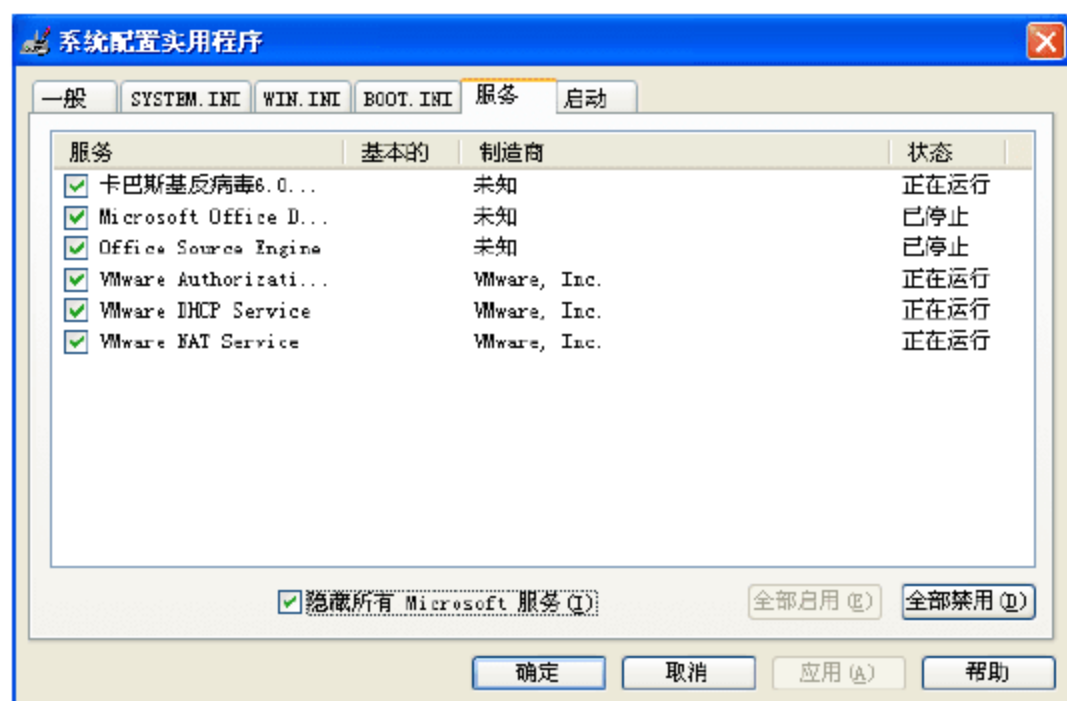 系统配置实用程序
一般 SYSTEM.INI WIN.INI BOOT.INI 服务 启动
服务 基本的 制造商 状态
卡巴斯基反病毒6.0... 未知 正在运行
Microsoft Office D... 未知 已停止
Office Source Engine 未知 已停止
VMware Authorizati... VMware, Inc. 正在运行
VMware DHCP Service VMware, Inc. 正在运行
VMware NAT Service VMware, Inc. 正在运行
隐藏所有 Microsoft 服务(I) 全部启用(E) 全部禁用(D)
确定 取消 应用(A) 帮助